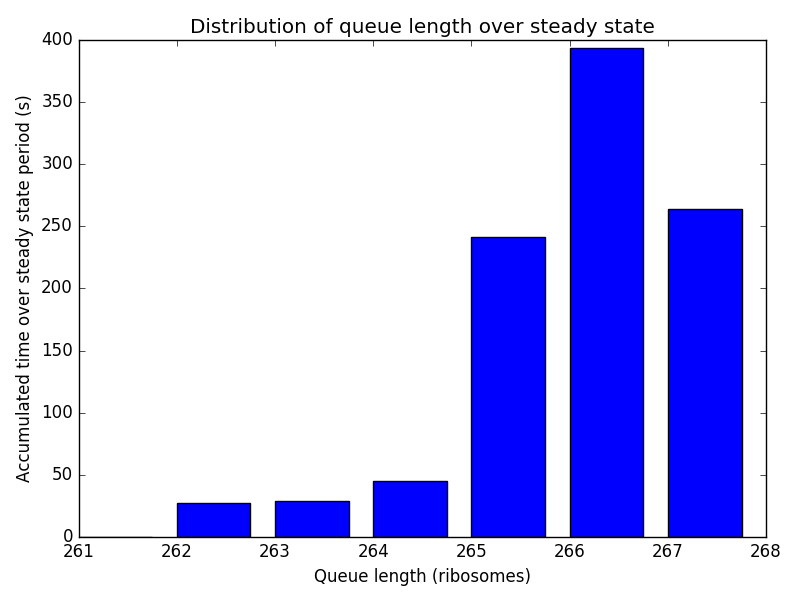 Distribution of queue length over steady state
Accumulated time over steady state period (s)
400
350
300
250
200
150
100
50
0
261 262 263 264 265 266 267 268
Queue length (ribosomes)